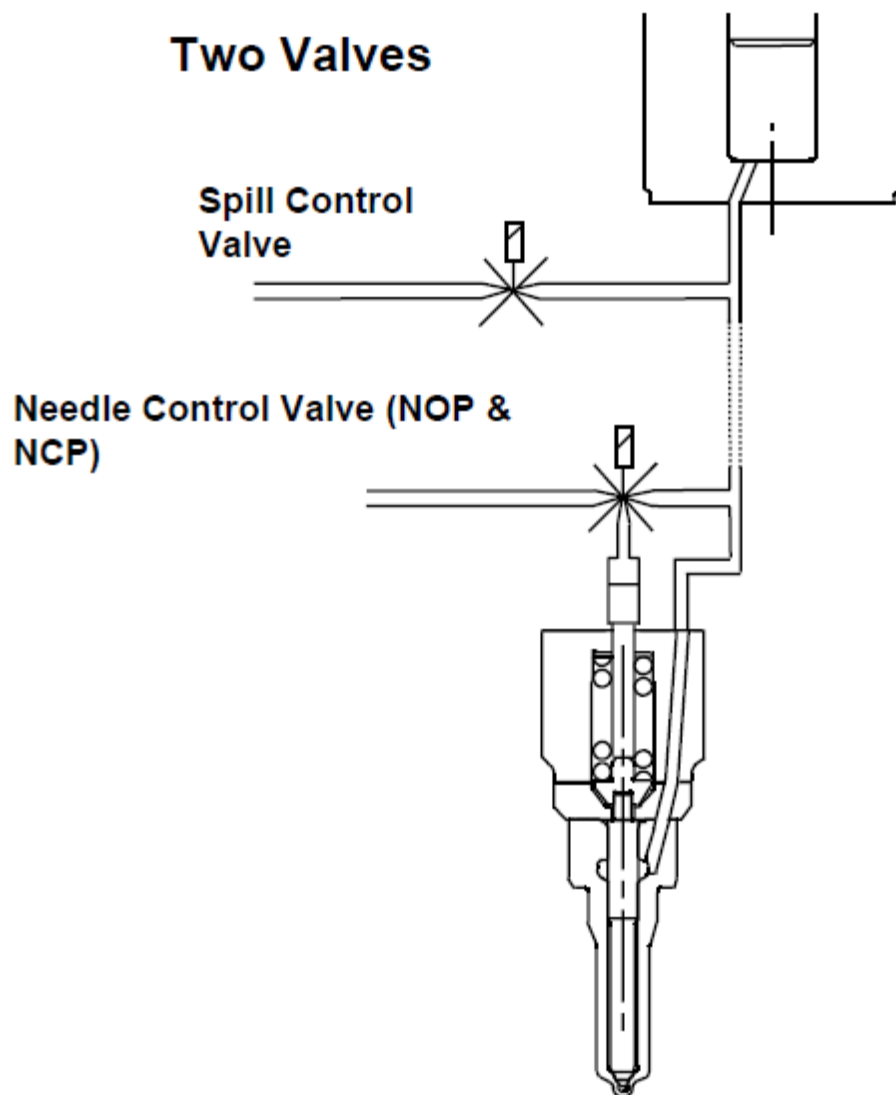 Two Valves
Spill Control
Valve
Needle Control Valve (NOP &
NCP)